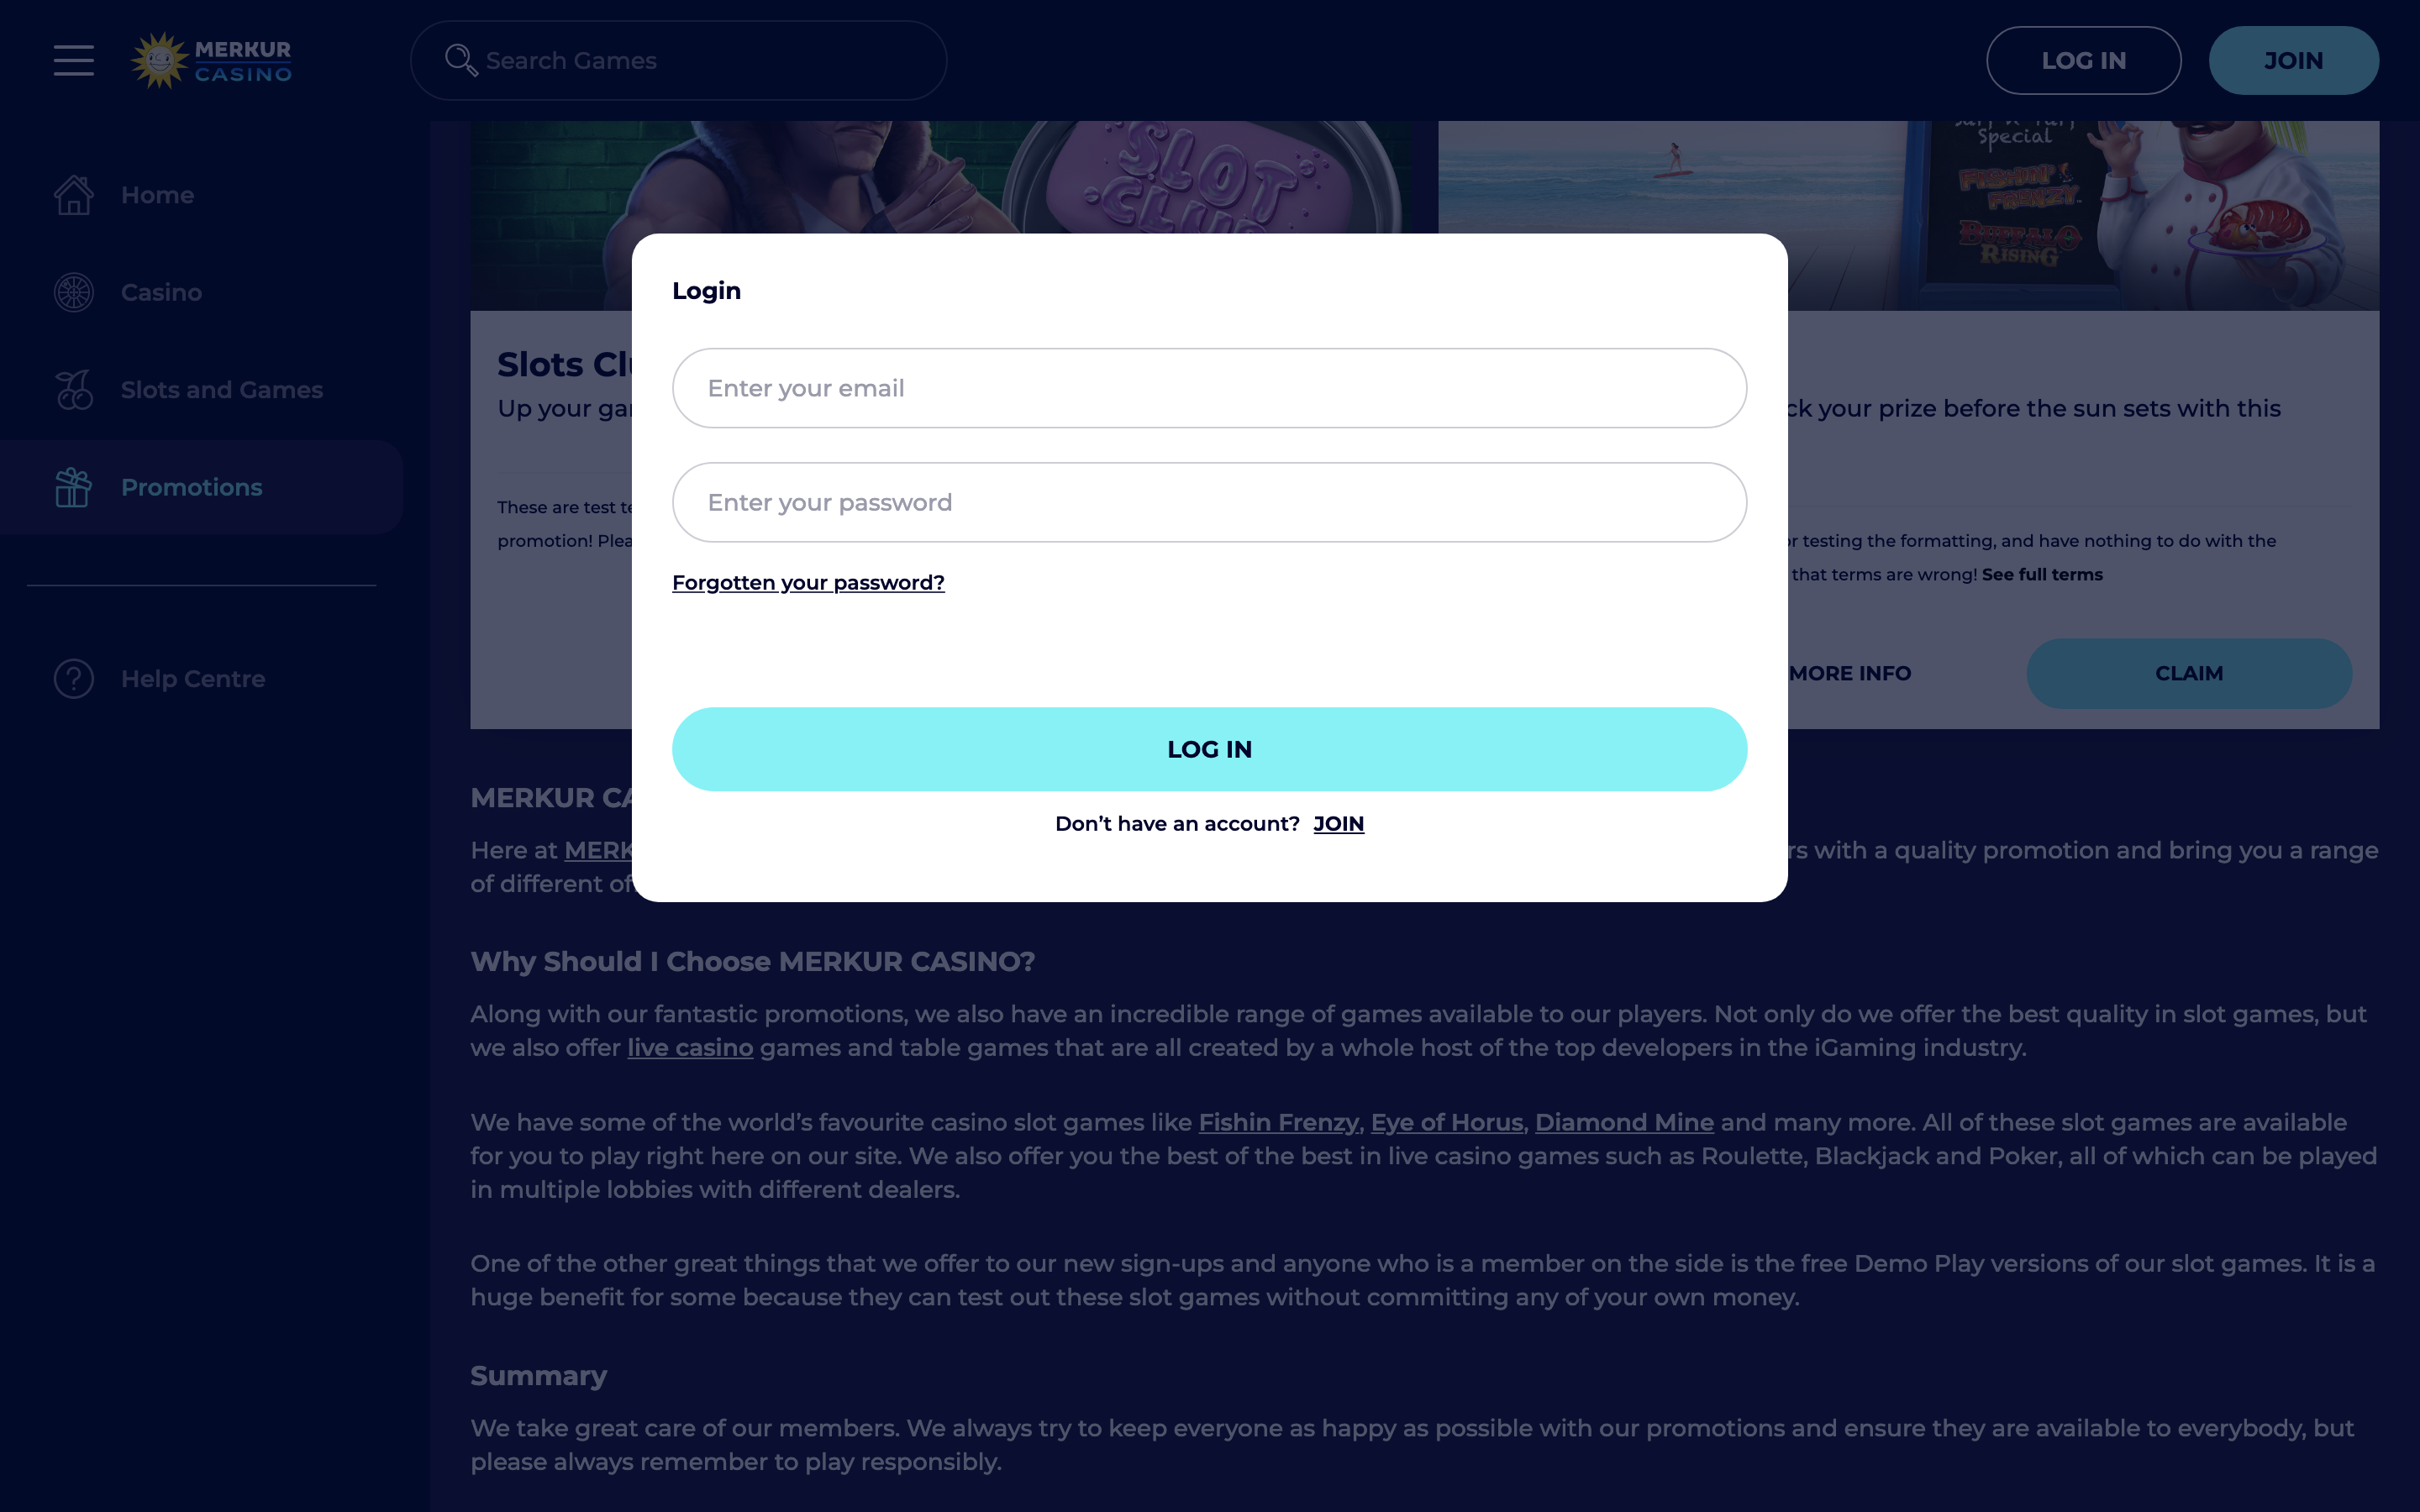 MERKUR
CASINO
Search Games
LOG IN
JOIN
Home
Casino
Slots and Games
Promotions
Help Centre
SLOT
CLUB
Special
FISHIN'
FRENZY
BUFFALO
RISING
Login
Enter your email
Enter your password
Forgotten your password?
LOG IN
Don't have an account? JOIN
Slots Clu
Up your ga
These are test te
promotion! Plea
ck your prize before the sun sets with this
or testing the formatting, and have nothing to do with the
that terms are wrong! See full terms
MORE INFO
CLAIM
MERKUR CA
Here at MERK
rs with a quality promotion and bring you a range
of different of
Why Should I Choose MERKUR CASINO?
Along with our fantastic promotions, we also have an incredible range of games available to our players. Not only do we offer the best quality in slot games, but
we also offer live casino games and table games that are all created by a whole host of the top developers in the iGaming industry.
We have some of the world's favourite casino slot games like Fishin Frenzy, Eye of Horus, Diamond Mine and many more. All of these slot games are available
for you to play right here on our site. We also offer you the best of the best in live casino games such as Roulette, Blackjack and Poker, all of which can be played
in multiple lobbies with different dealers.
One of the other great things that we offer to our new sign-ups and anyone who is a member on the side is the free Demo Play versions of our slot games. It is a
huge benefit for some because they can test out these slot games without committing any of your own money.
Summary
We take great care of our members. We always try to keep everyone as happy as possible with our promotions and ensure they are available to everybody, but
please always remember to play responsibly.